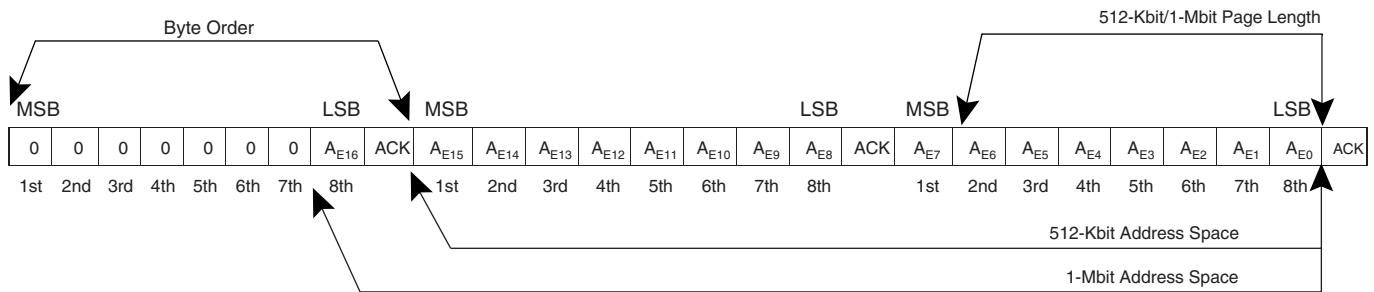 512-Kbit/1-Mbit Page Length
Byte Order
MSB LSB MSB LSB MSB LSB
0 0 0 0 0 0 0 AE16 ACK AE15 AE14 AE13 AE12 AE11 AE10 AE9 AE8 ACK AE7 AE6 AE5 AE4 AE3 AE2 AE1 AE0 ACK
1st 2nd 3rd 4th 5th 6th 7th 8th 1st 2nd 3rd 4th 5th 6th 7th 8th 1st 2nd 3rd 4th 5th 6th 7th 8th
512-Kbit Address Space
1-Mbit Address Space